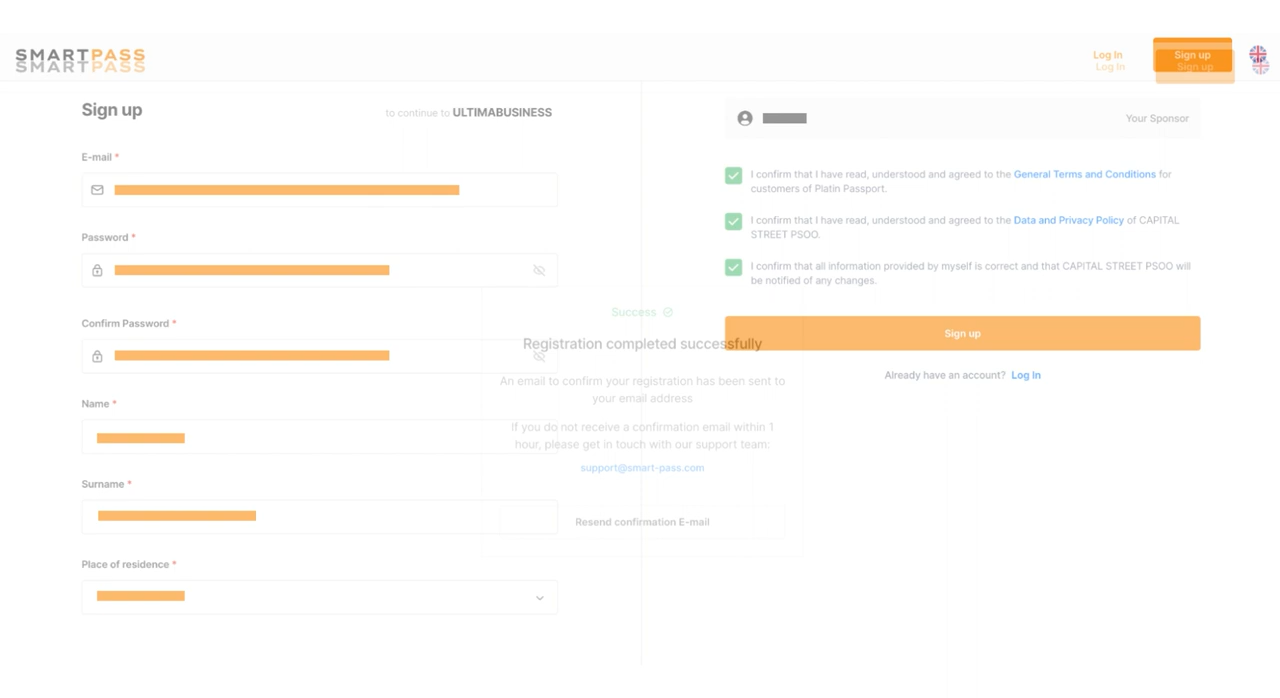 SMARTPASS
SMARTPASS
Log In
Log In
Sign up
Sign up
Sign up
to continue to ULTIMABUSINESS
E-mail *
Password *
Confirm Password *
Name *
Surname *
Place of residence *
Your Sponsor
I confirm that I have read, understood and agreed to the General Terms and Conditions for
customers of Platin Passport.
I confirm that I have read, understood and agreed to the Data and Privacy Policy of CAPITAL
STREET PSOO.
I confirm that all information provided by myself is correct and that CAPITAL STREET PSOO will
be notified of any changes.
Sign up
Already have an account? Log In
Success
Registration completed successfully
An email to confirm your registration has been sent to
your email address
If you do not receive a confirmation email within 1
hour, please get in touch with our support team:
support@smart-pass.com
Resend confirmation E-mail